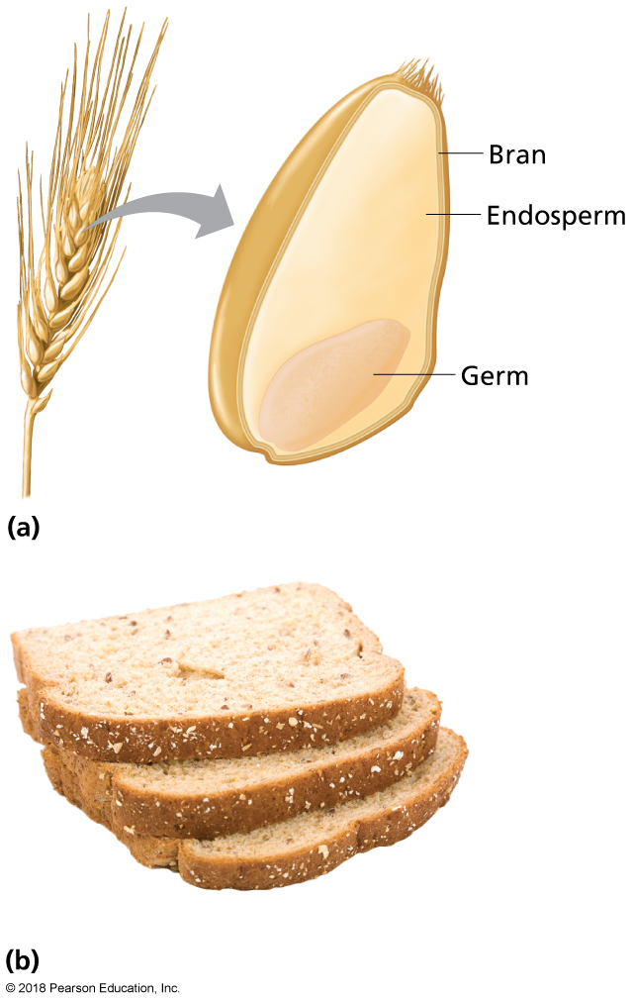 Bran
Endosperm
Germ
(a)
(b)
© 2018 Pearson Education, Inc.